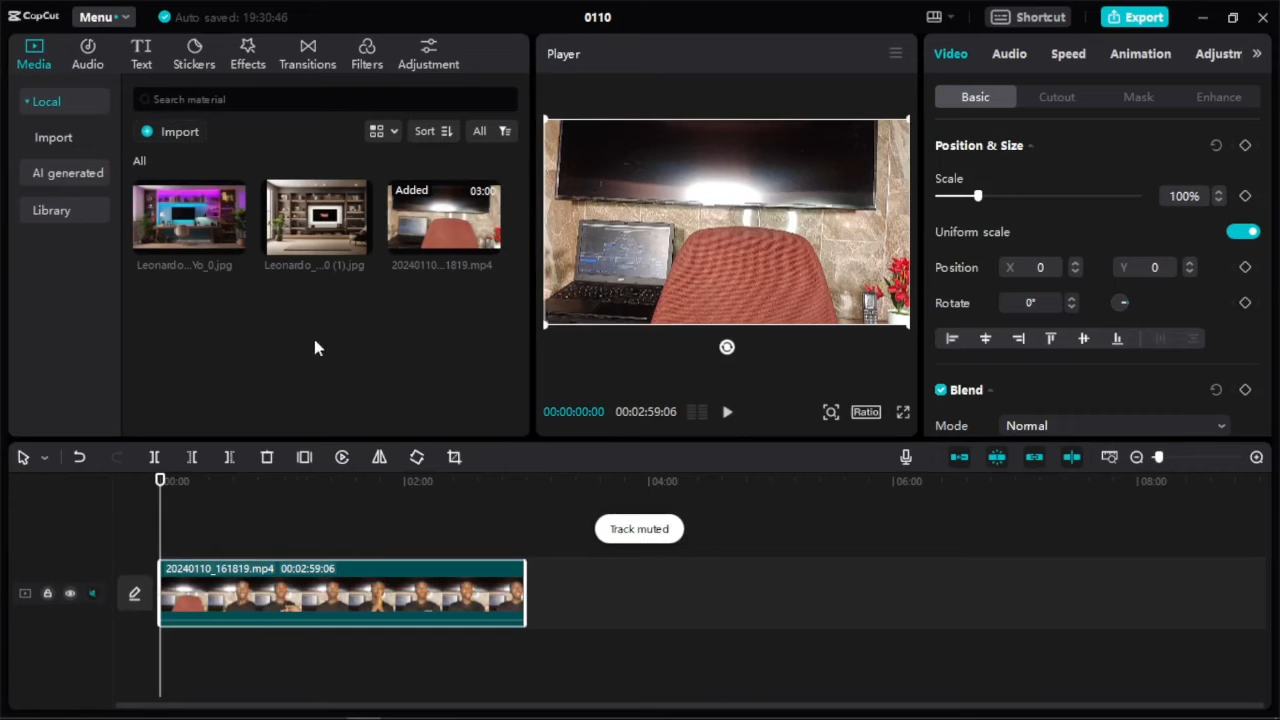 CapCut
Menu
Auto saved: 19:30:46
0110
Shortcut
Export
Media
Audio
Text
Stickers
Effects
Transitions
Filters
Adjustment
Local
Import
AI generated
Library
Search material
Import
Sort
All
All
Added
03:00
Leonardo...Yo_0.jpg
Leonardo_...0 (1).jpg
20240110...1819.mp4
Player
00:00:00:00
00:02:59:06
Ratio
Video
Audio
Speed
Animation
Adjustm
Basic
Cutout
Mask
Enhance
Position & Size
Scale
100%
Uniform scale
Position
X 0
Y 0
Rotate
0°
Blend
Mode
Normal
00:00
02:00
04:00
06:00
08:00
Track muted
20240110_161819.mp4 00:02:59:06